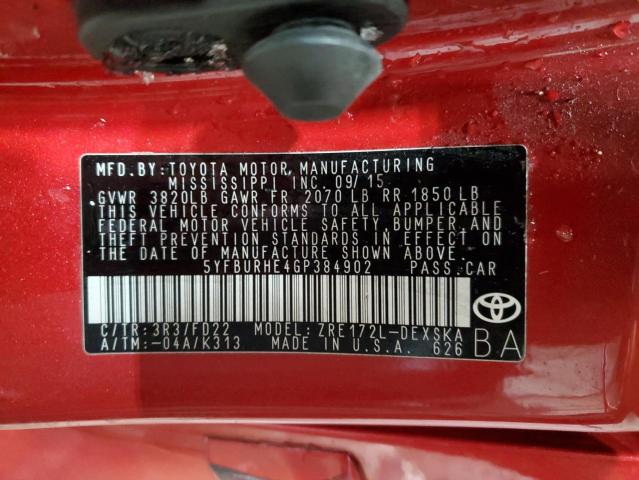 MFD.BY:TOYOTA MOTOR MANUFACTURING
MISSISSIPPI INC. 09/15
GVWR 3820LB GAWR FR 2070 LB RR 1850 LB
THIS VEHICLE CONFORMS TO ALL APPLICABLE
FEDERAL MOTOR VEHICLE SAFETY,BUMPER,AND
THEFT PREVENTION STANDARDS IN EFFECT ON
THE DATE OF MANUFACTURE SHOWN ABOVE.
5YFBURHE4GP384902 PASS.CAR
C/TR:3R3/FD22 MODEL:ZRE172L-DEXSKA
A/TM:-04A/K313 MADE IN U.S.A. 626
BA